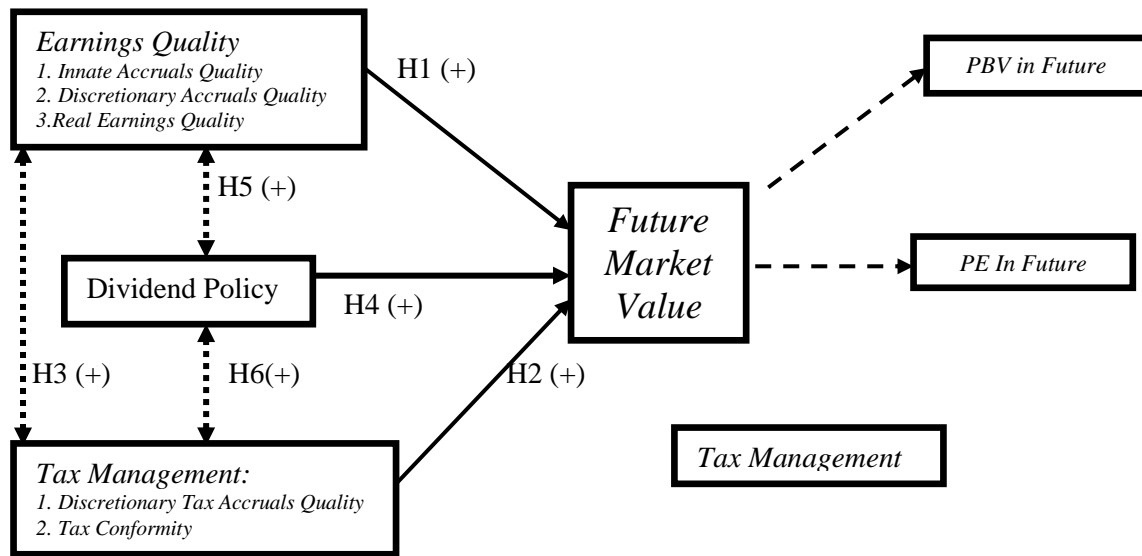 Earnings Quality
1. Innate Accruals Quality
2. Discretionary Accruals Quality
3.Real Earnings Quality
H1 (+)
PBV in Future
H5 (+)
Future
Market
Value
Dividend Policy
H4 (+)
PE In Future
H3 (+)
H6(+)
H2 (+)
Tax Management:
1. Discretionary Tax Accruals Quality
2. Tax Conformity
Tax Management